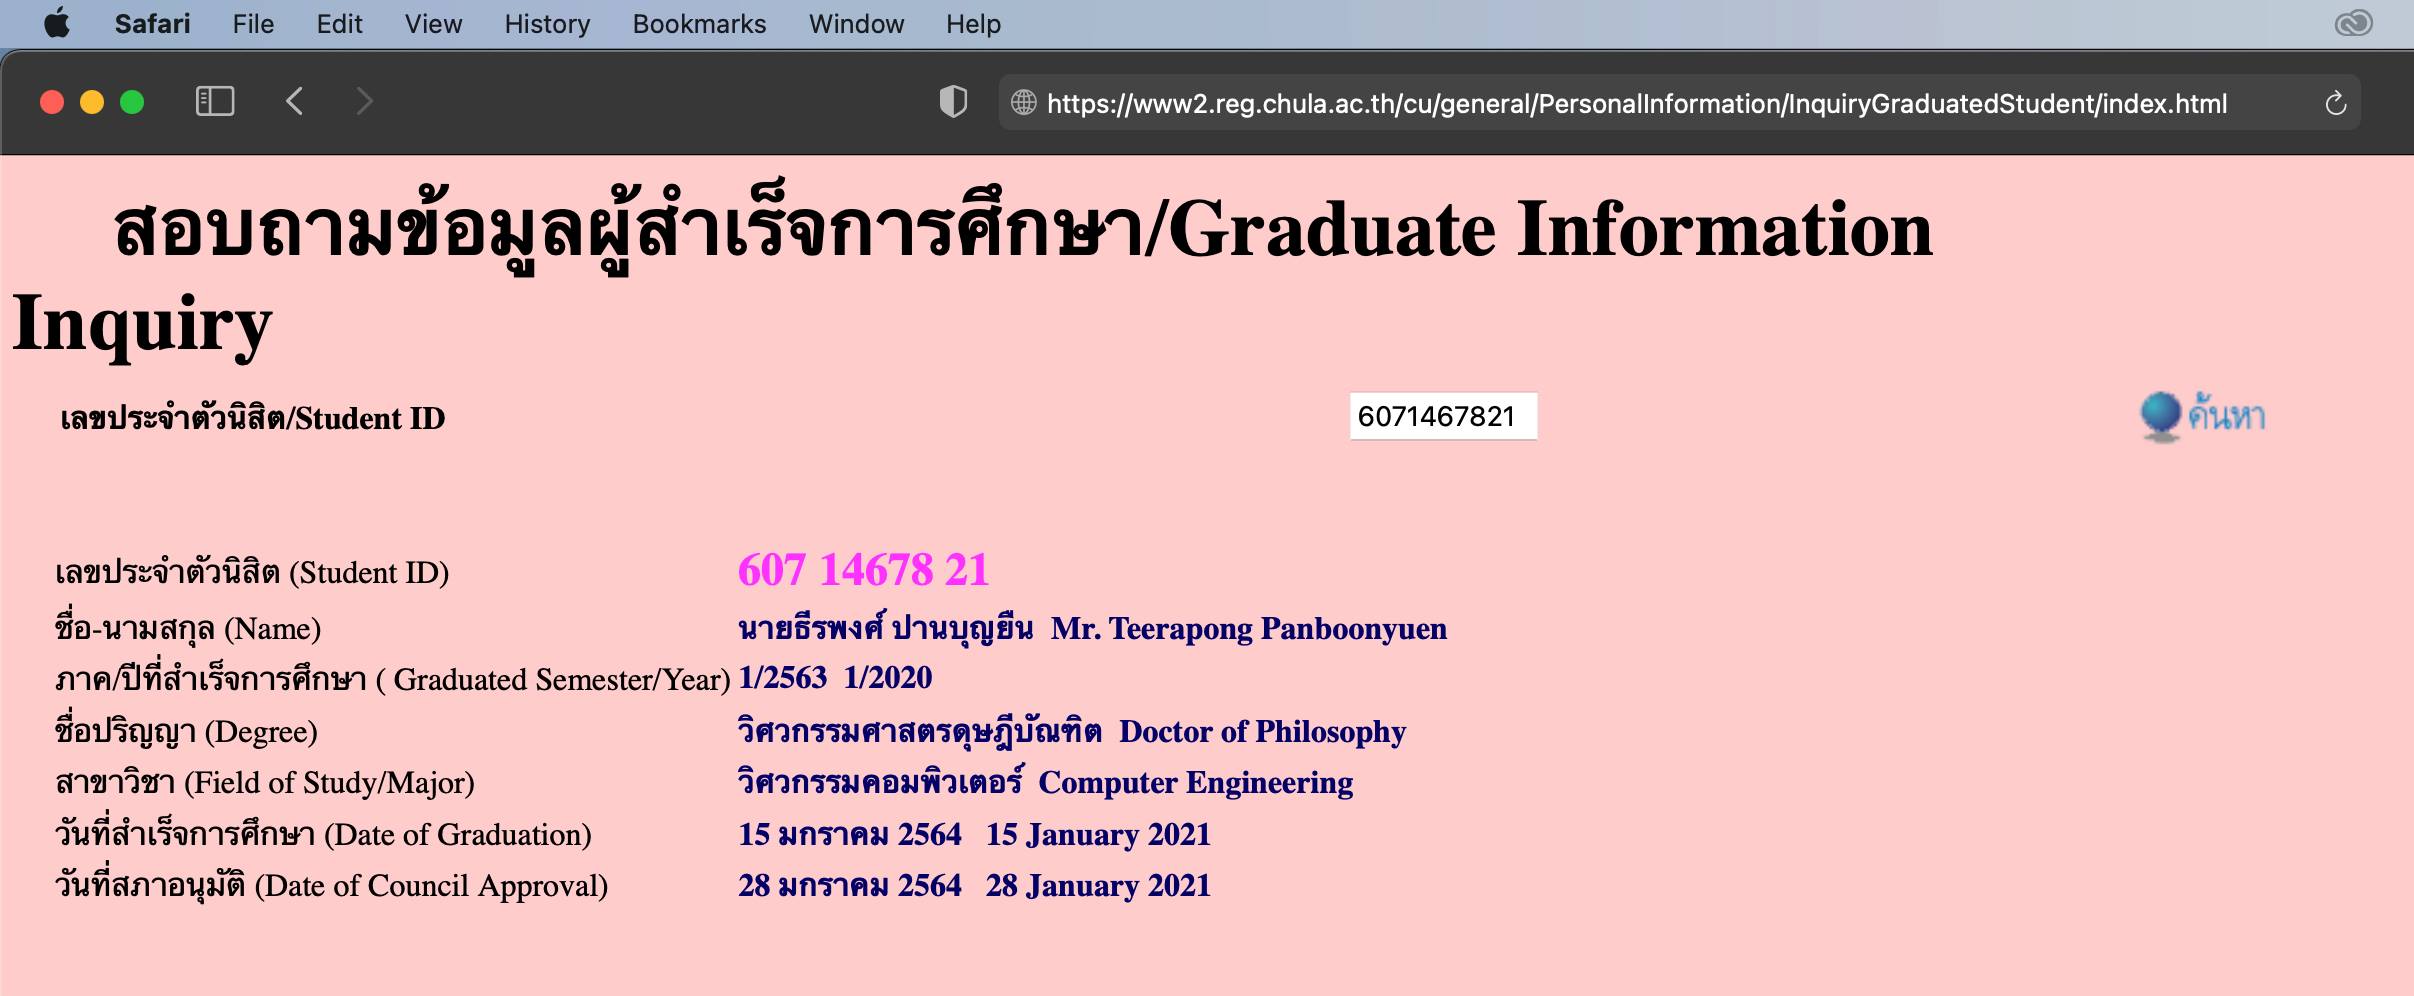 Safari File Edit View History Bookmarks Window Help
https://www2.reg.chula.ac.th/cu/general/PersonalInformation/InquiryGraduatedStudent/index.html
สอบถามข้อมูลผู้สำเร็จการศึกษา/Graduate Information
Inquiry
เลขประจำตัวนิสิต/Student ID 6071467821 ค้นหา
เลขประจำตัวนิสิต (Student ID) 607 14678 21
ชื่อ-นามสกุล (Name) นายธีรพงศ์ ปานบุญยืน Mr. Teerapong Panboonyuen
ภาค/ปีที่สำเร็จการศึกษา ( Graduated Semester/Year) 1/2563 1/2020
ชื่อปริญญา (Degree) วิศวกรรมศาสตรดุษฎีบัณฑิต Doctor of Philosophy
สาขาวิชา (Field of Study/Major) วิศวกรรมคอมพิวเตอร์ Computer Engineering
วันที่สำเร็จการศึกษา (Date of Graduation) 15 มกราคม 2564 15 January 2021
วันที่สภาอนุมัติ (Date of Council Approval) 28 มกราคม 2564 28 January 2021